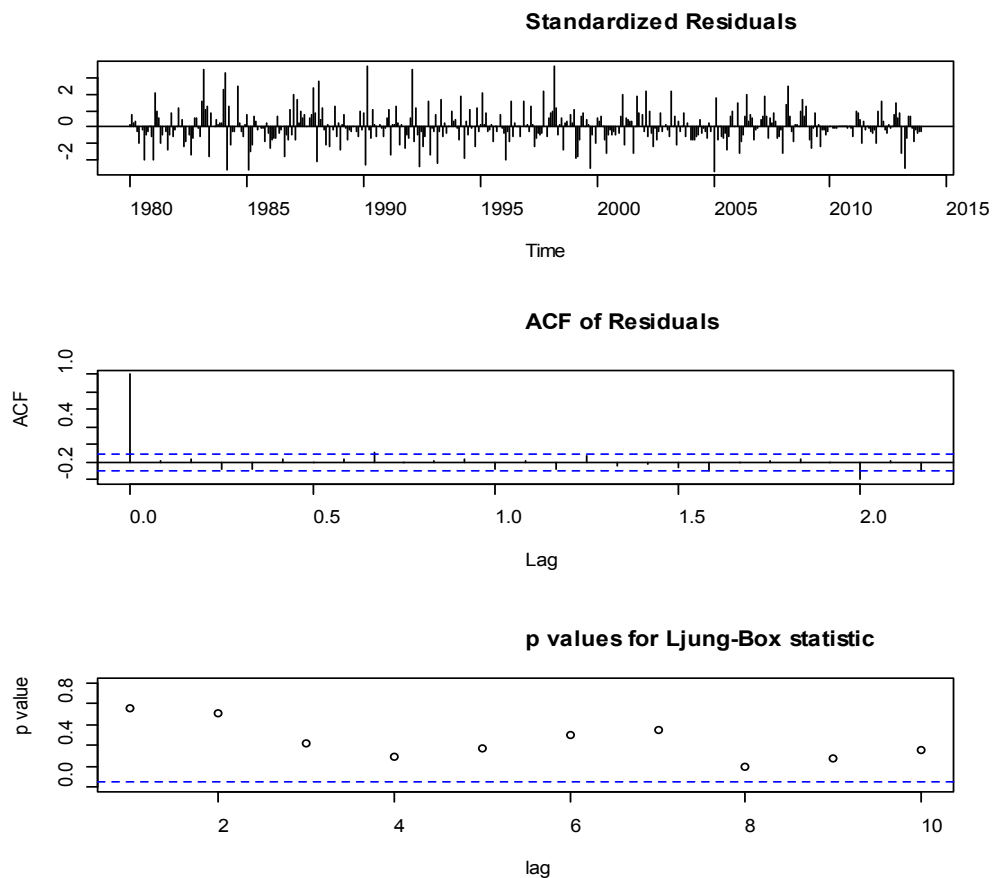 Standardized Residuals
2
0
-2
1980 1985 1990 1995 2000 2005 2010 2015
Time
ACF of Residuals
ACF
1.0
0.4
-0.2
0.0 0.5 1.0 1.5 2.0
Lag
p values for Ljung-Box statistic
p value
0.8
0.4
0.0
2 4 6 8 10
lag